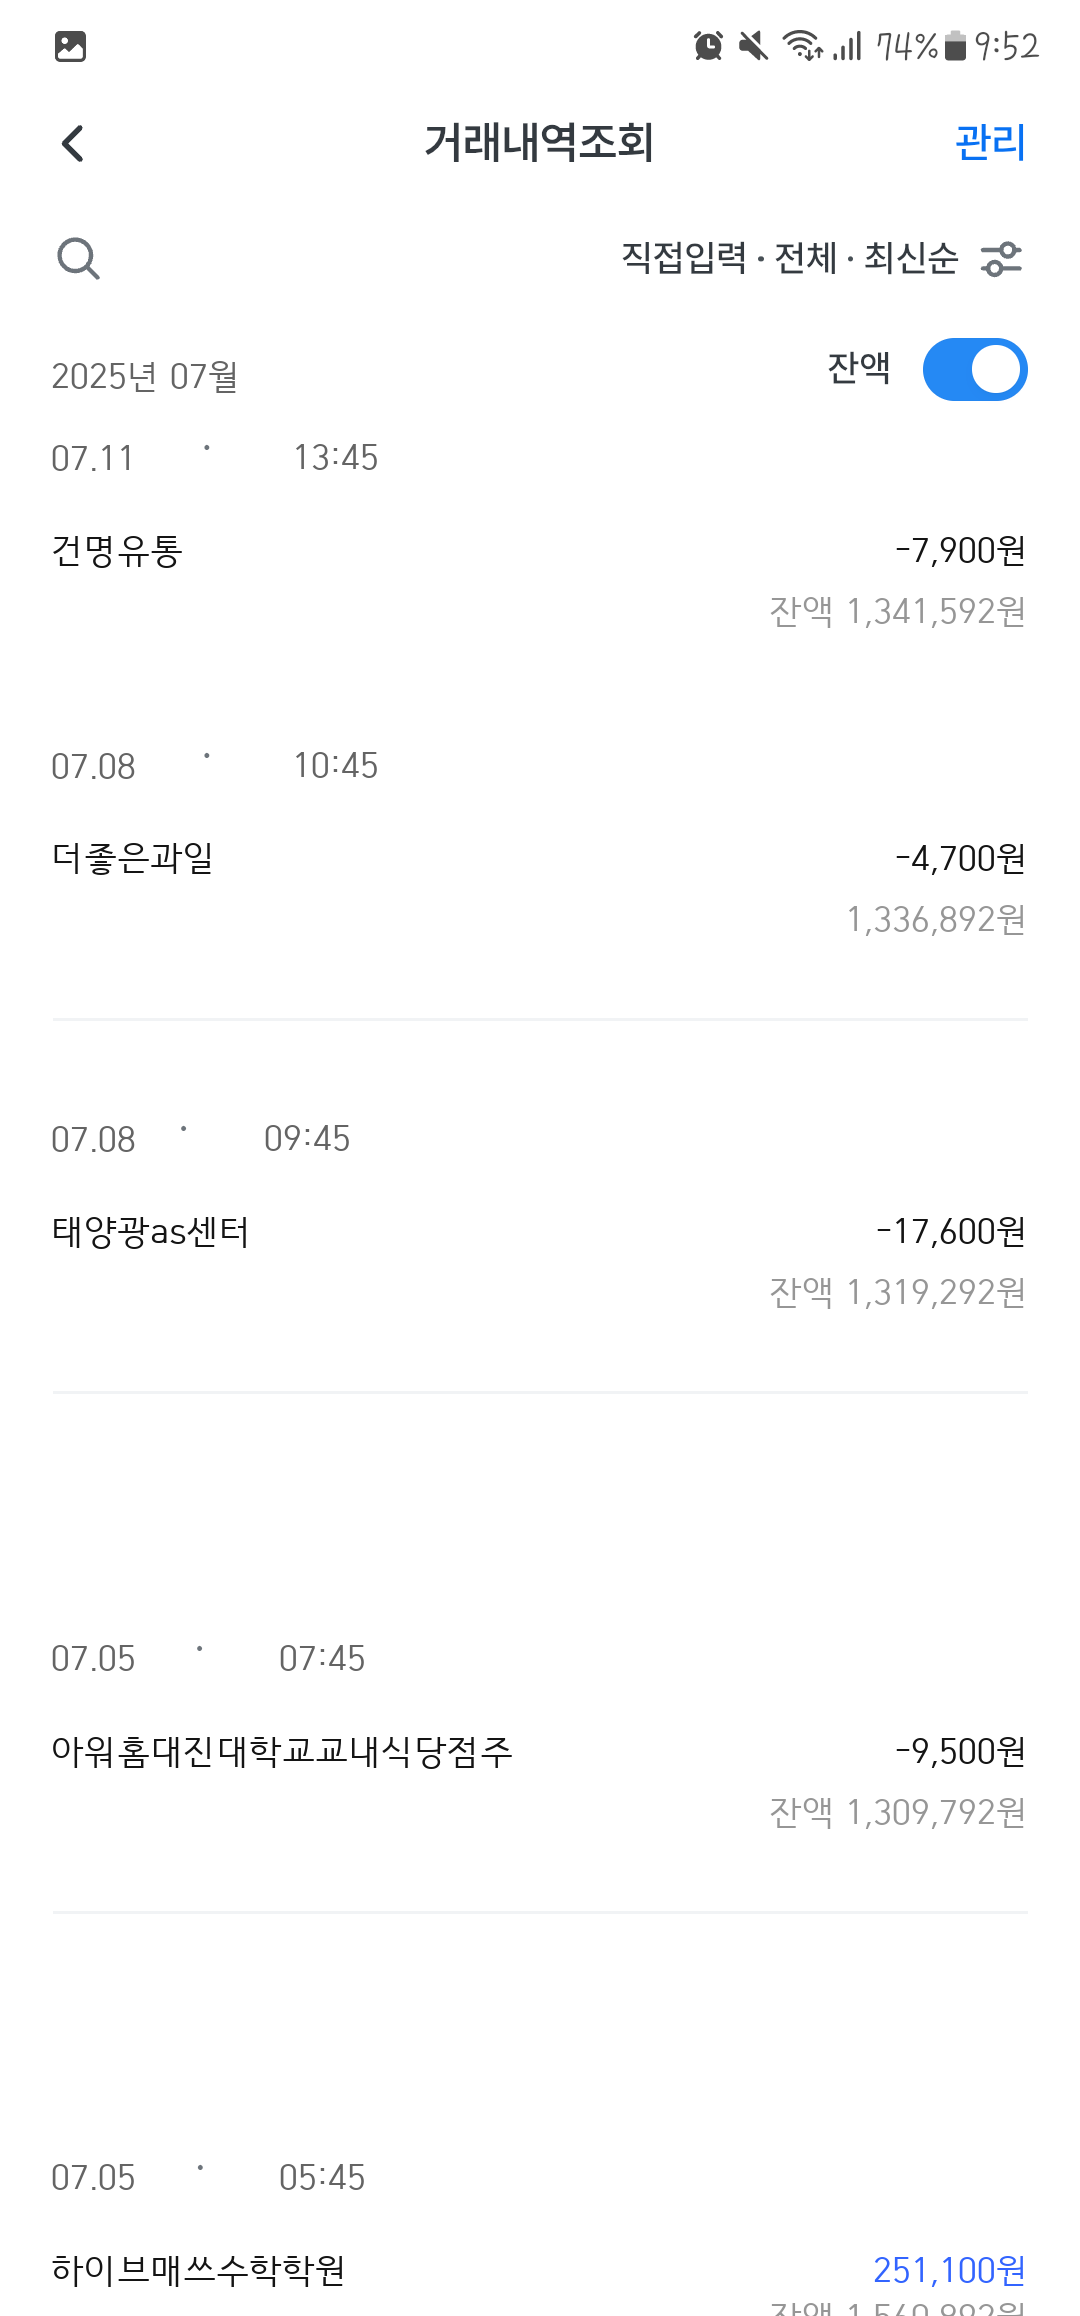 74% 9:52
거래내역조회 관리
직접입력 · 전체 · 최신순
2025년 07월 잔액
07.11 · 13:45
건명유통 -7,900원
잔액 1,341,592원
07.08 · 10:45
더좋은과일 -4,700원
1,336,892원
07.08 · 09:45
태양광as센터 -17,600원
잔액 1,319,292원
07.05 · 07:45
아워홈대진대학교교내식당점주 -9,500원
잔액 1,309,792원
07.05 · 05:45
하이브매쓰수학학원 251,100원
잔액